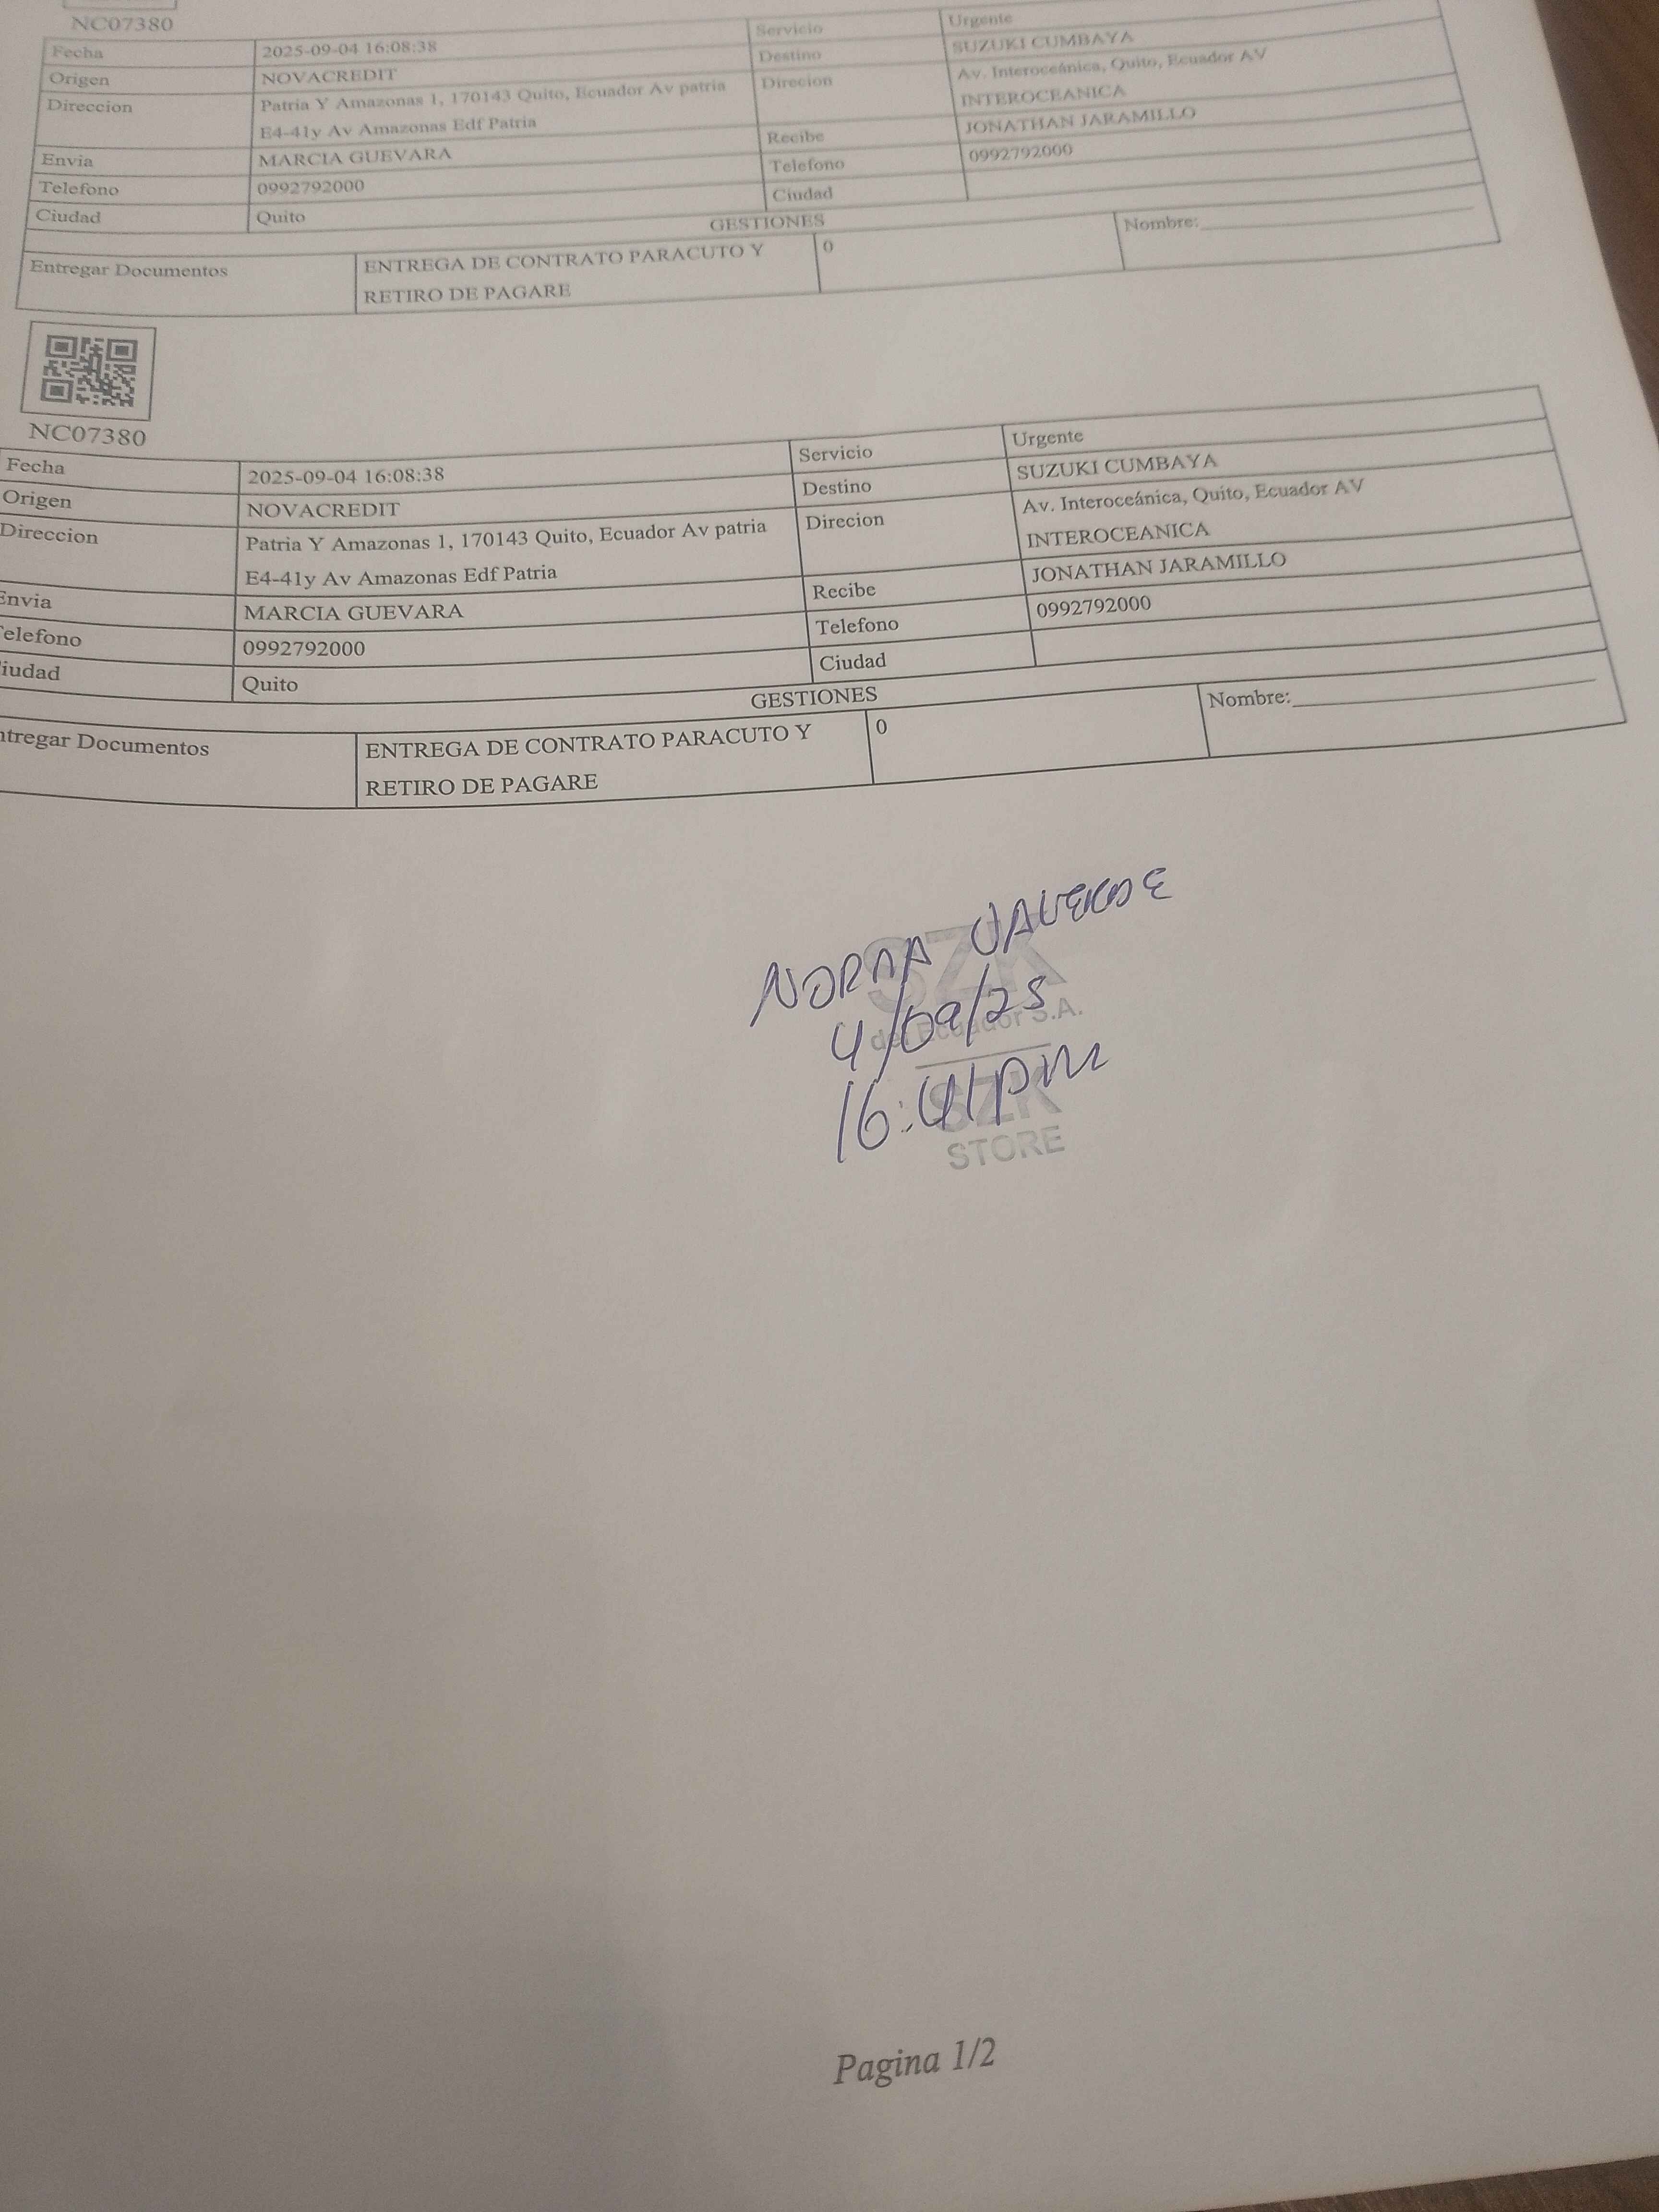 NC07380
Fecha 2025-09-04 16:08:38 Servicio Urgente
Origen NOVACREDIT Destino SUZUKI CUMBAYA
Direccion Patria Y Amazonas 1, 170143 Quito, Ecuador Av patria Direcion Av. Interoceánica, Quito, Ecuador AV
E4-41y Av Amazonas Edf Patria INTEROCEANICA
Envia MARCIA GUEVARA Recibe JONATHAN JARAMILLO
Telefono 0992792000 Telefono 0992792000
Ciudad Quito Ciudad
GESTIONES
Entregar Documentos ENTREGA DE CONTRATO PARACUTO Y 0 Nombre:
RETIRO DE PAGARE
NC07380
Fecha 2025-09-04 16:08:38 Servicio Urgente
Origen NOVACREDIT Destino SUZUKI CUMBAYA
Direccion Patria Y Amazonas 1, 170143 Quito, Ecuador Av patria Direcion Av. Interoceánica, Quito, Ecuador AV
E4-41y Av Amazonas Edf Patria INTEROCEANICA
Envia MARCIA GUEVARA Recibe JONATHAN JARAMILLO
elefono 0992792000 Telefono 0992792000
iudad Quito Ciudad
GESTIONES
ntregar Documentos ENTREGA DE CONTRATO PARACUTO Y 0 Nombre:
RETIRO DE PAGARE
NORMA VALVERDE
SZK
4/09/25
del Ecuador S.A.
16:41pm
SZK
STORE
Pagina 1/2